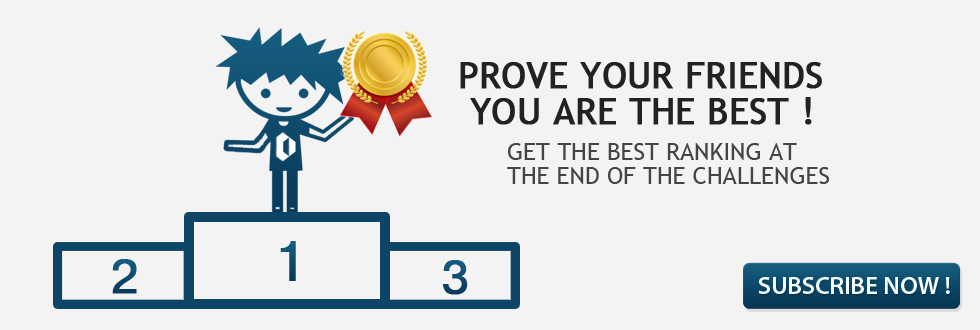 PROVE YOUR FRIENDS
YOU ARE THE BEST !
GET THE BEST RANKING AT
THE END OF THE CHALLENGES
2
1
3
SUBSCRIBE NOW !